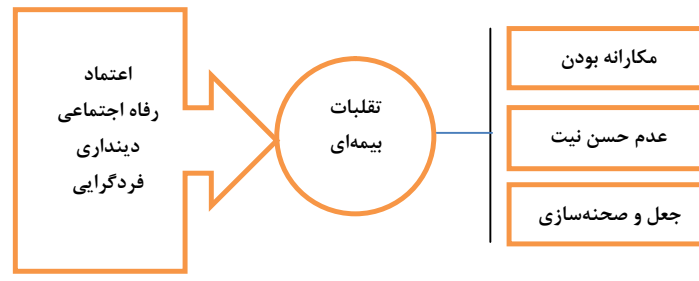 مکارانه بودن
عدم حسن نیت
جعل و صحنه‌سازی
تقلبات
بیمه‌ای
اعتماد
رفاه اجتماعی
دینداری
فردگرایی